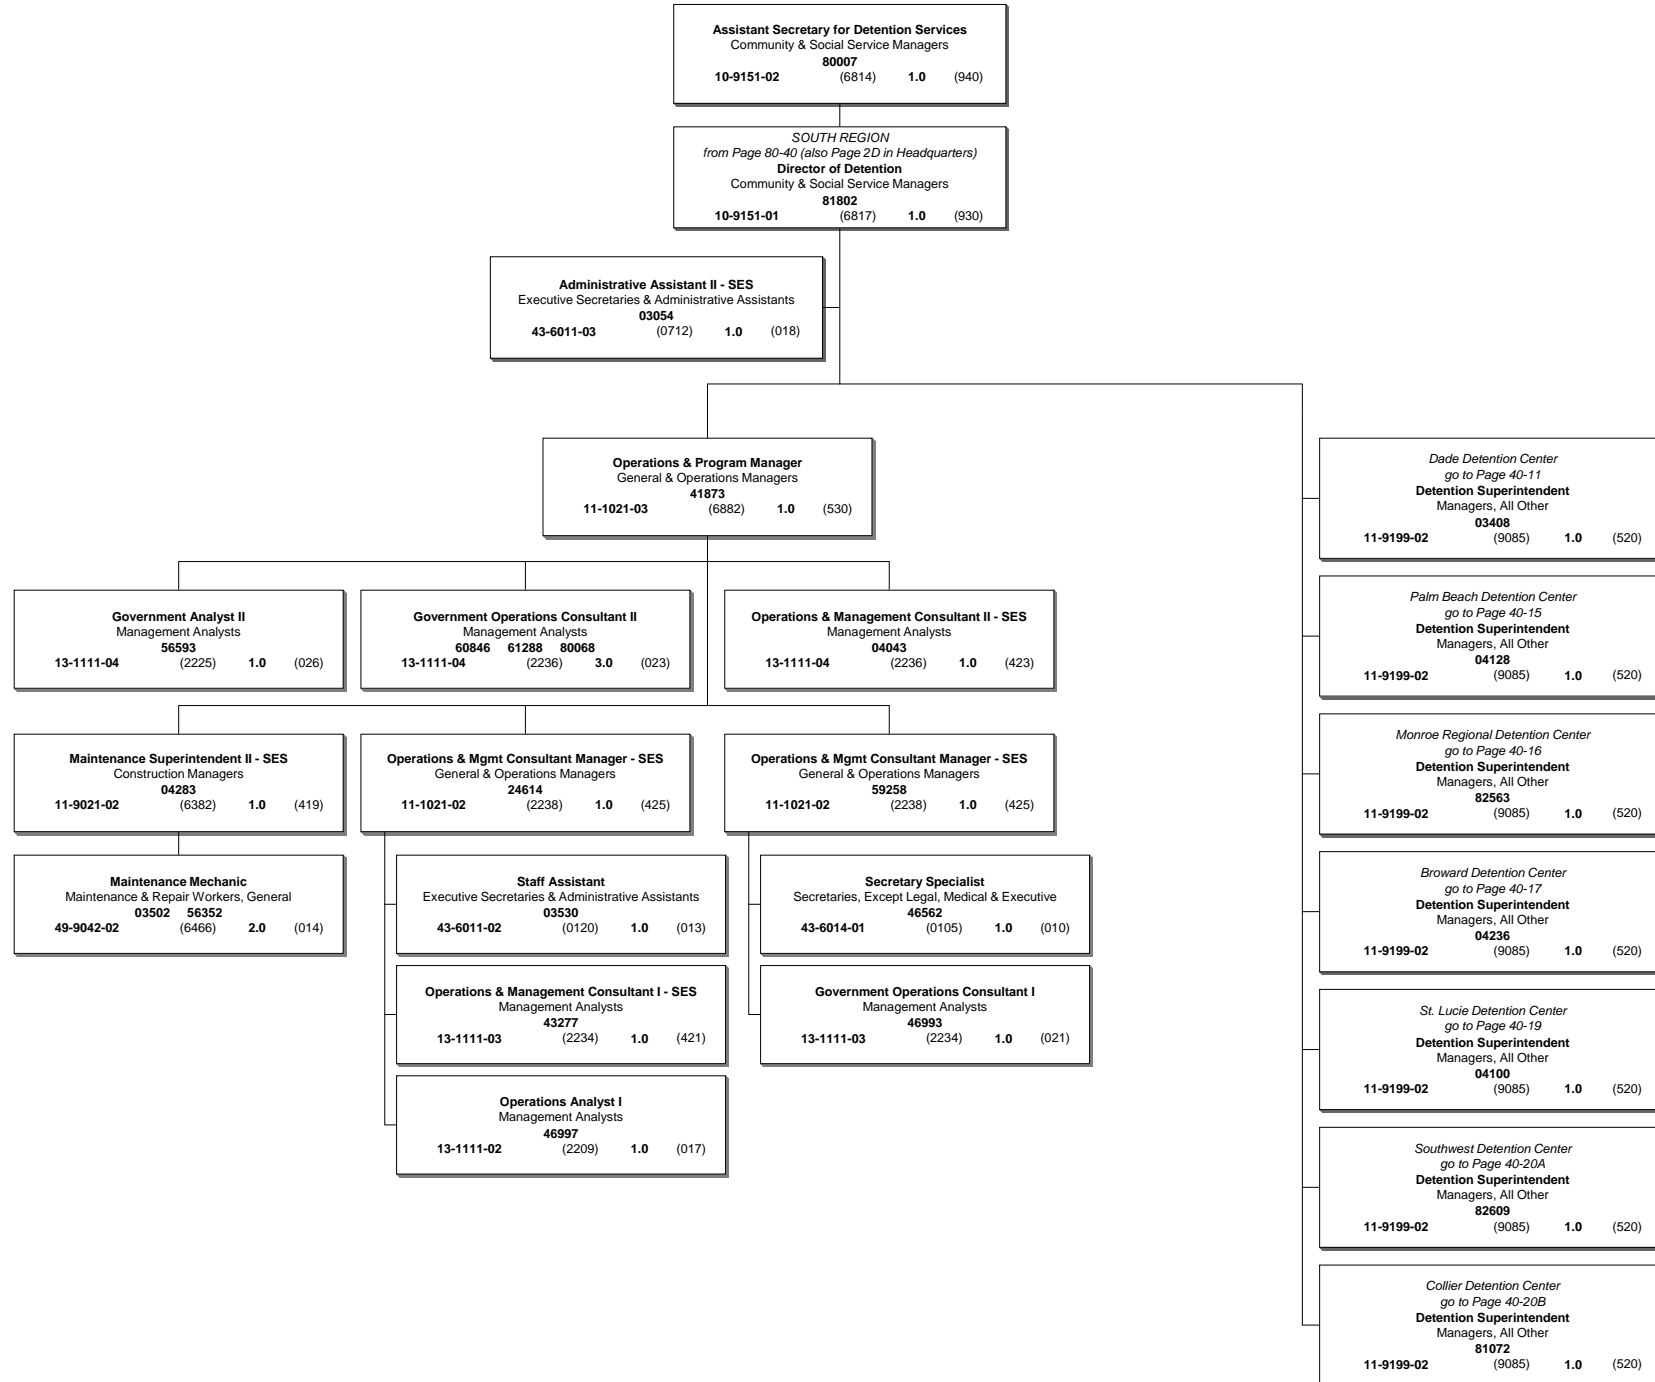 Assistant Secretary for Detention Services
Community & Social Service Managers
80007
10-9151-02 (6814) 1.0 (940)
SOUTH REGION
from Page 80-40 (also Page 2D in Headquarters)
Director of Detention
Community & Social Service Managers
81802
10-9151-01 (6817) 1.0 (930)
Administrative Assistant II - SES
Executive Secretaries & Administrative Assistants
03054
43-6011-03 (0712) 1.0 (018)
Operations & Program Manager
General & Operations Managers
41873
11-1021-03 (6882) 1.0 (530)
Government Analyst II
Management Analysts
56593
13-1111-04 (2225) 1.0 (026)
Government Operations Consultant II
Management Analysts
60846 61288 80068
13-1111-04 (2236) 3.0 (023)
Operations & Management Consultant II - SES
Management Analysts
04043
13-1111-04 (2236) 1.0 (423)
Maintenance Superintendent II - SES
Construction Managers
04283
11-9021-02 (6382) 1.0 (419)
Operations & Mgmt Consultant Manager - SES
General & Operations Managers
24614
11-1021-02 (2238) 1.0 (425)
Operations & Mgmt Consultant Manager - SES
General & Operations Managers
59258
11-1021-02 (2238) 1.0 (425)
Maintenance Mechanic
Maintenance & Repair Workers, General
03502 56352
49-9042-02 (6466) 2.0 (014)
Staff Assistant
Executive Secretaries & Administrative Assistants
03530
43-6011-02 (0120) 1.0 (013)
Operations & Management Consultant I - SES
Management Analysts
43277
13-1111-03 (2234) 1.0 (421)
Operations Analyst I
Management Analysts
46997
13-1111-02 (2209) 1.0 (017)
Secretary Specialist
Secretaries, Except Legal, Medical & Executive
46562
43-6014-01 (0105) 1.0 (010)
Government Operations Consultant I
Management Analysts
46993
13-1111-03 (2234) 1.0 (021)
Dade Detention Center
go to Page 40-11
Detention Superintendent
Managers, All Other
03408
11-9199-02 (9085) 1.0 (520)
Palm Beach Detention Center
go to Page 40-15
Detention Superintendent
Managers, All Other
04128
11-9199-02 (9085) 1.0 (520)
Monroe Regional Detention Center
go to Page 40-16
Detention Superintendent
Managers, All Other
82563
11-9199-02 (9085) 1.0 (520)
Broward Detention Center
go to Page 40-17
Detention Superintendent
Managers, All Other
04236
11-9199-02 (9085) 1.0 (520)
St. Lucie Detention Center
go to Page 40-19
Detention Superintendent
Managers, All Other
04100
11-9199-02 (9085) 1.0 (520)
Southwest Detention Center
go to Page 40-20A
Detention Superintendent
Managers, All Other
82609
11-9199-02 (9085) 1.0 (520)
Collier Detention Center
go to Page 40-20B
Detention Superintendent
Managers, All Other
81072
11-9199-02 (9085) 1.0 (520)